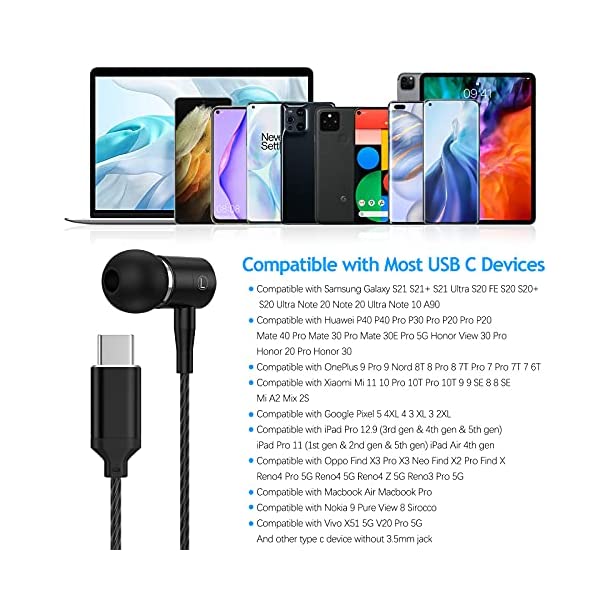 09:41
Never
Settle
08:08
L
Compatible with Most USB C Devices
Compatible with Samsung Galaxy S21 S21+ S21 Ultra S20 FE S20 S20+
S20 Ultra Note 20 Note 20 Ultra Note 10 A90
Compatible with Huawei P40 P40 Pro P30 Pro P20 Pro P20
Mate 40 Pro Mate 30 Pro Mate 30E Pro 5G Honor View 30 Pro
Honor 20 Pro Honor 30
Compatible with OnePlus 9 Pro 9 Nord 8T 8 Pro 8 7T Pro 7 Pro 7T 7 6T
Compatible with Xiaomi Mi 11 10 Pro 10T Pro 10T 9 9 SE 8 8 SE
Mi A2 Mix 2S
Compatible with Google Pixel 5 4XL 4 3 XL 3 2XL
Compatible with iPad Pro 12.9 (3rd gen & 4th gen & 5th gen)
iPad Pro 11 (1st gen & 2nd gen & 5th gen) iPad Air 4th gen
Compatible with Oppo Find X3 Pro X3 Neo Find X2 Pro Find X
Reno4 Pro 5G Reno4 5G Reno4 Z 5G Reno3 Pro 5G
Compatible with Macbook Air Macbook Pro
Compatible with Nokia 9 Pure View 8 Sirocco
Compatible with Vivo X51 5G V20 Pro 5G
And other type c device without 3.5mm jack